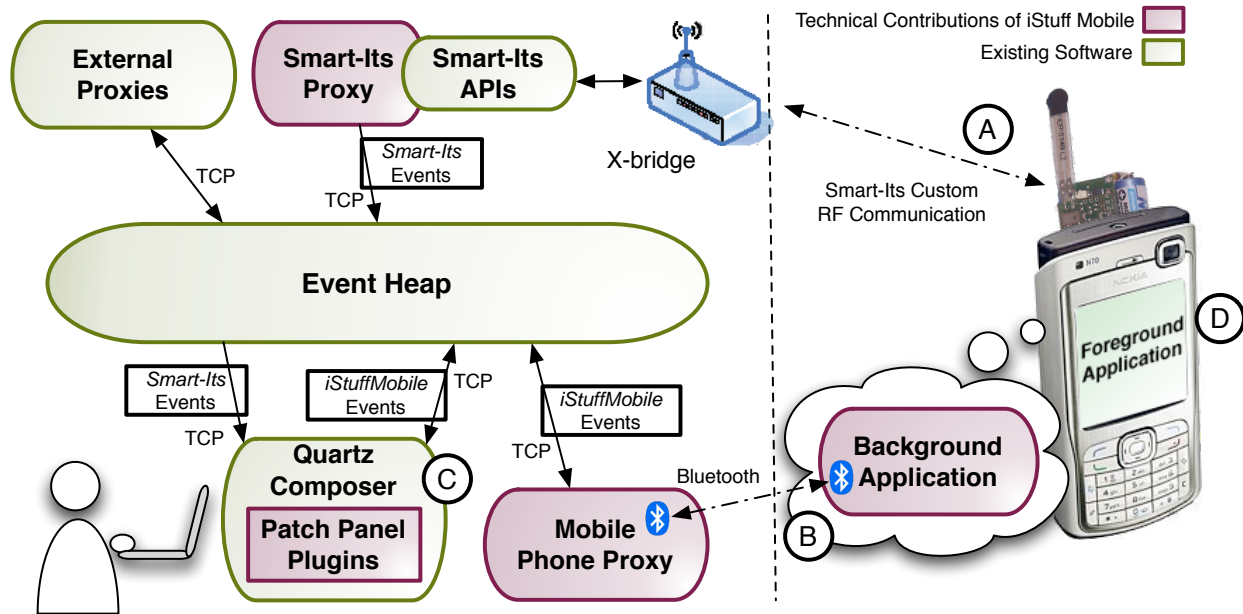 Technical Contributions of iStuff Mobile
Existing Software
External
Proxies
Smart-Its
Proxy
Smart-Its
APIs
X-bridge
A
TCP
Smart-Its
Events
TCP
Smart-Its Custom
RF Communication
Event Heap
N70
NOKIA
D
Foreground
Application
Smart-Its
Events
TCP
iStuffMobile
Events
TCP
iStuffMobile
Events
TCP
Quartz
Composer
C
Patch Panel
Plugins
Mobile
Phone Proxy
Bluetooth
B
Background
Application